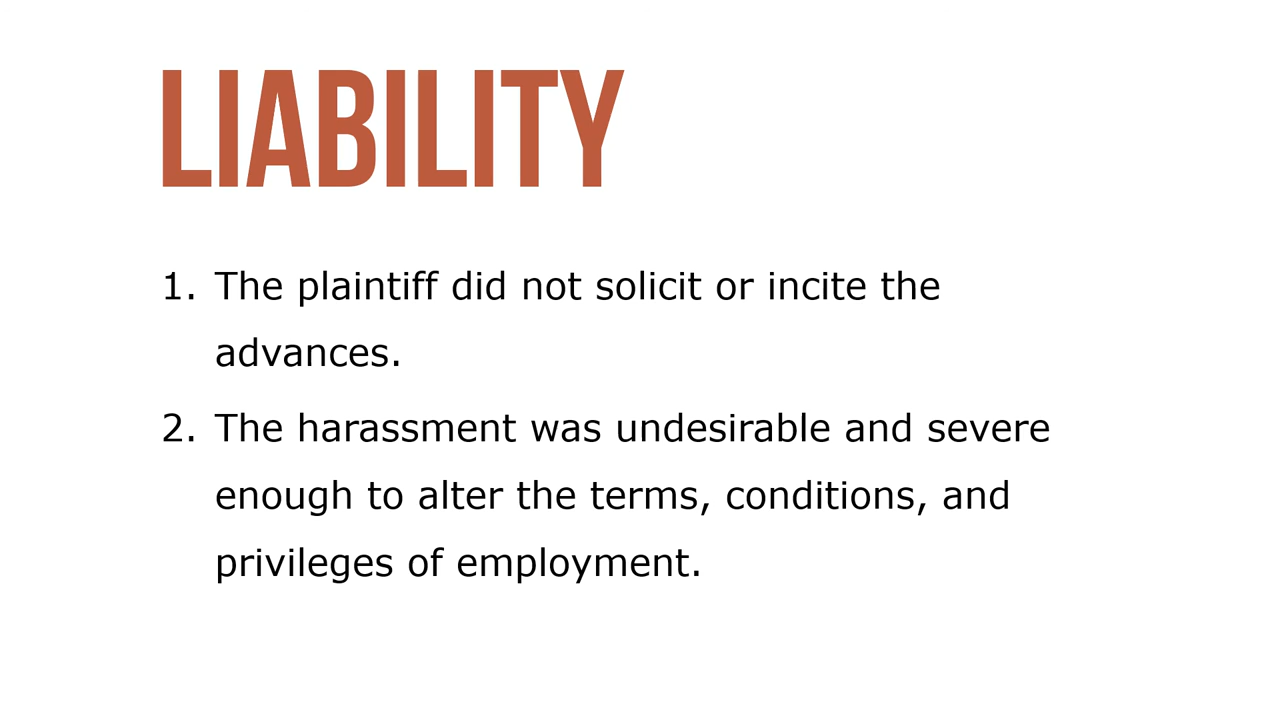 LIABILITY
1. The plaintiff did not solicit or incite the
advances.
2. The harassment was undesirable and severe
enough to alter the terms, conditions, and
privileges of employment.